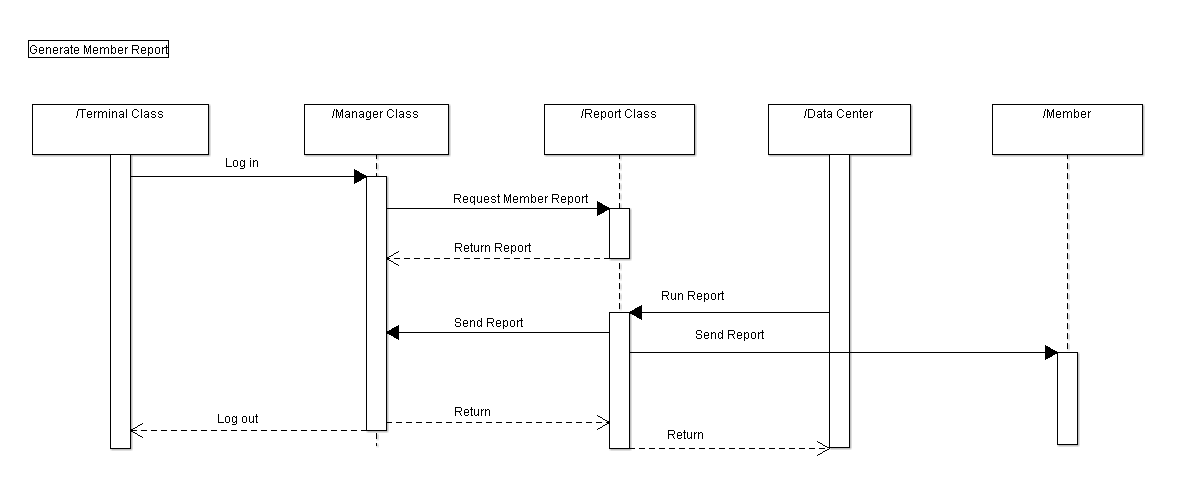 Generate Member Report
/Terminal Class
/Manager Class
/Report Class
/Data Center
/Member
Log in
Request Member Report
Return Report
Run Report
Send Report
Send Report
Return
Log out
Return